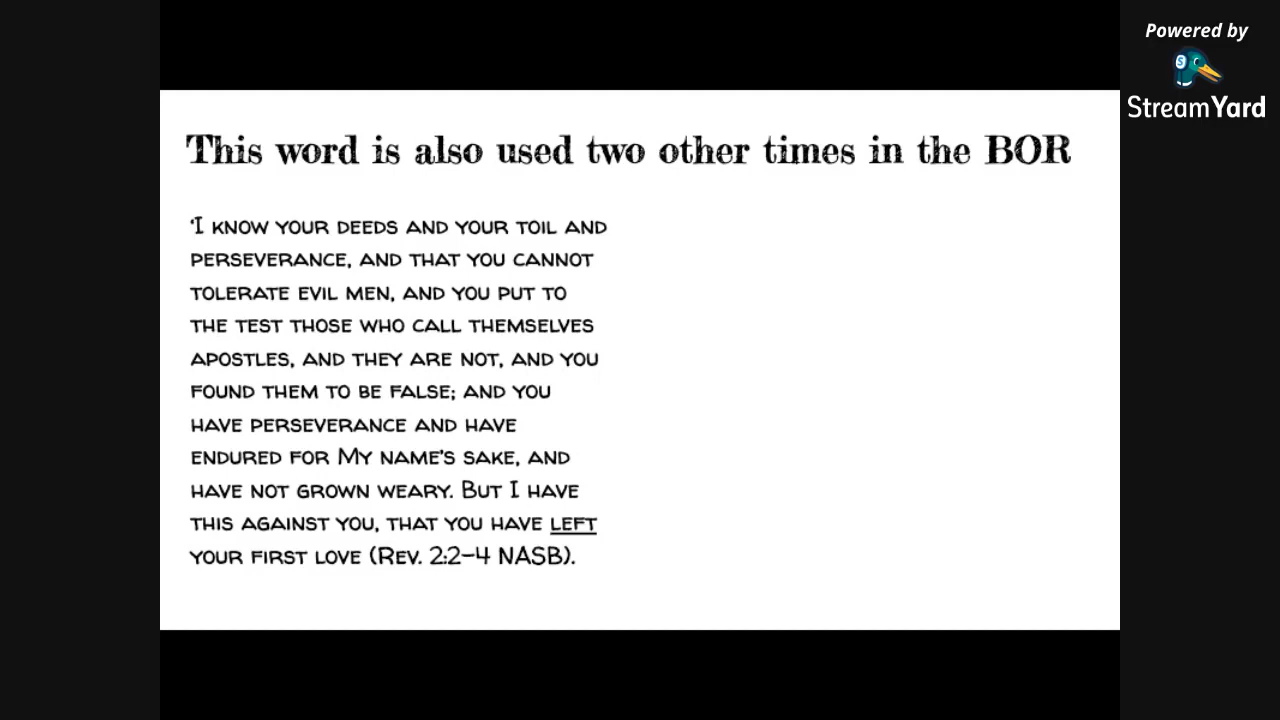 Powered by
StreamYard
This word is also used two other times in the BOR
'I know your deeds and your toil and
perseverance, and that you cannot
tolerate evil men, and you put to
the test those who call themselves
apostles, and they are not, and you
found them to be false; and you
have perseverance and have
endured for My name's sake, and
have not grown weary. But I have
this against you, that you have left
your first love (Rev. 2:2–4 NASB).